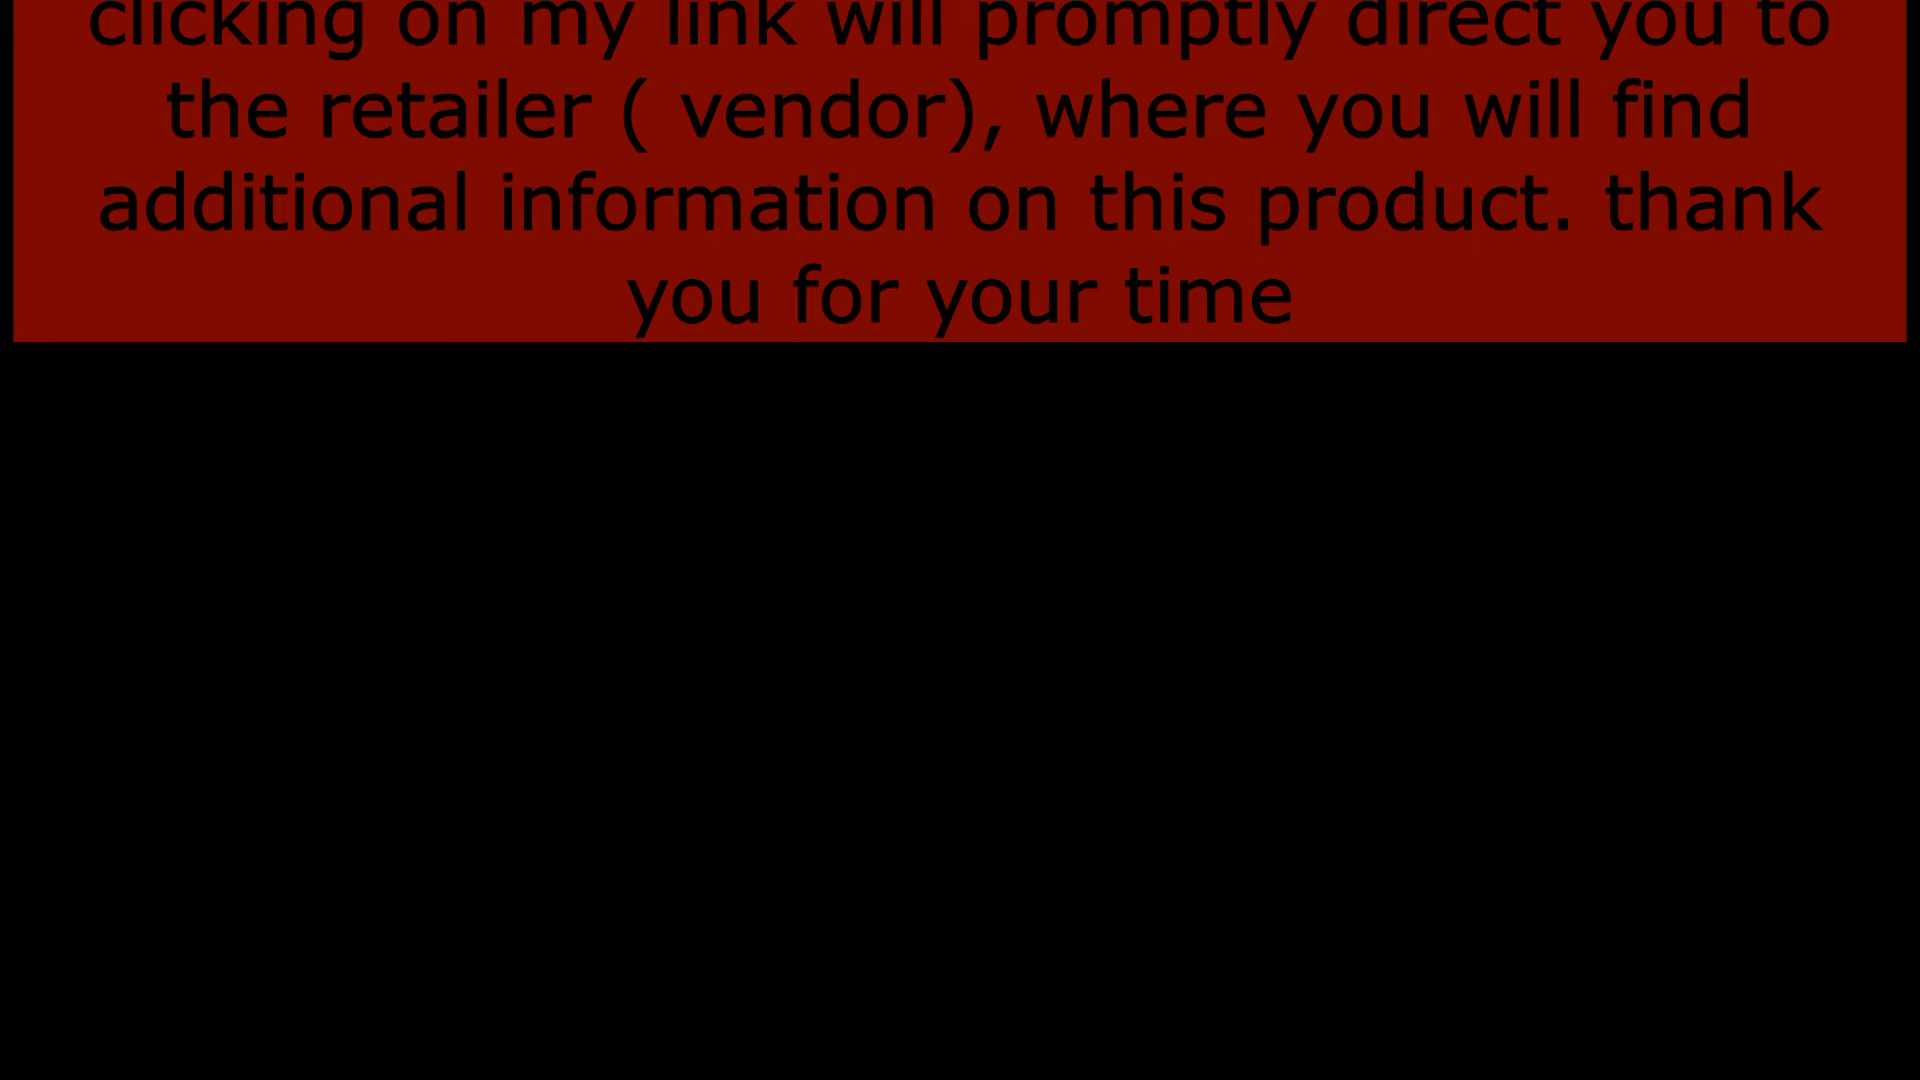 clicking on my link will promptly direct you to
the retailer ( vendor), where you will find
additional information on this product. thank
you for your time